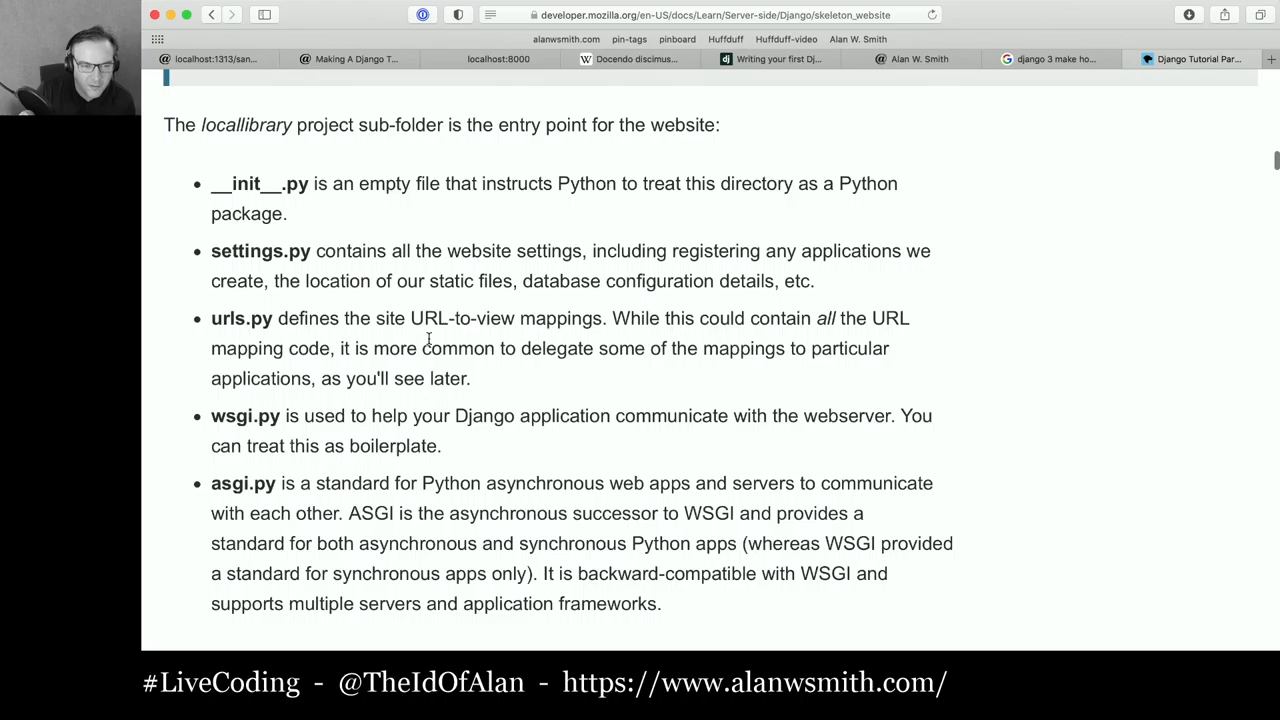 developer.mozilla.org/en-US/docs/Learn/Server-side/Django/skeleton_website
alanwsmith.com pin-tags pinboard Huffduff Huffduff-video Alan W. Smith
localhost:1313/san... Making A Django T... localhost:8000 Docendo discimus... dj Writing your first Dj... Alan W. Smith django 3 make ho... Django Tutorial Par...
The locallibrary project sub-folder is the entry point for the website:
• __init__.py is an empty file that instructs Python to treat this directory as a Python
package.
• settings.py contains all the website settings, including registering any applications we
create, the location of our static files, database configuration details, etc.
• urls.py defines the site URL-to-view mappings. While this could contain all the URL
mapping code, it is more common to delegate some of the mappings to particular
applications, as you'll see later.
• wsgi.py is used to help your Django application communicate with the webserver. You
can treat this as boilerplate.
• asgi.py is a standard for Python asynchronous web apps and servers to communicate
with each other. ASGI is the asynchronous successor to WSGI and provides a
standard for both asynchronous and synchronous Python apps (whereas WSGI provided
a standard for synchronous apps only). It is backward-compatible with WSGI and
supports multiple servers and application frameworks.
#LiveCoding - @TheIdOfAlan - https://www.alanwsmith.com/